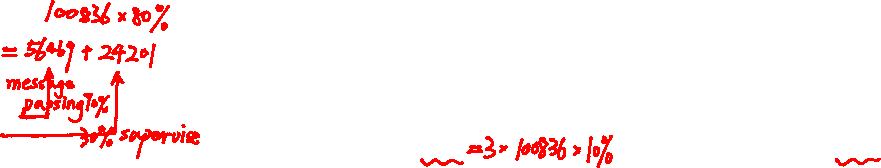 100836 × 80%
= 56469 + 24201
message
passing 70%
30% supervise
= 3 × 100836 × 10%